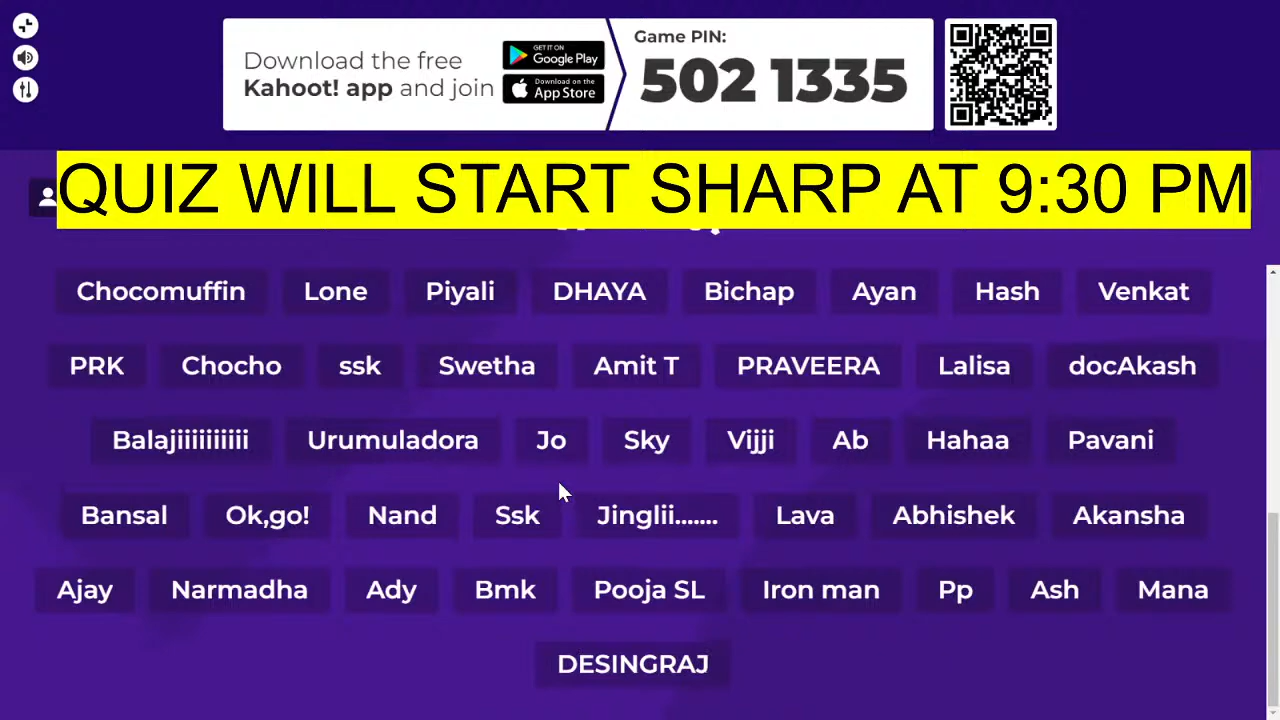 Download the free
Kahoot! app and join
GET IT ON
Google Play
Download on the
App Store
Game PIN:
502 1335
QUIZ WILL START SHARP AT 9:30 PM
Chocomuffin Lone Piyali DHAYA Bichap Ayan Hash Venkat
PRK Chocho ssk Swetha Amit T PRAVEERA Lalisa docAkash
Balajiiiiiiiiiii Urumuladora Jo Sky Vijji Ab Hahaa Pavani
Bansal Ok,go! Nand Ssk Jinglii....... Lava Abhishek Akansha
Ajay Narmadha Ady Bmk Pooja SL Iron man Pp Ash Mana
DESINGRAJ